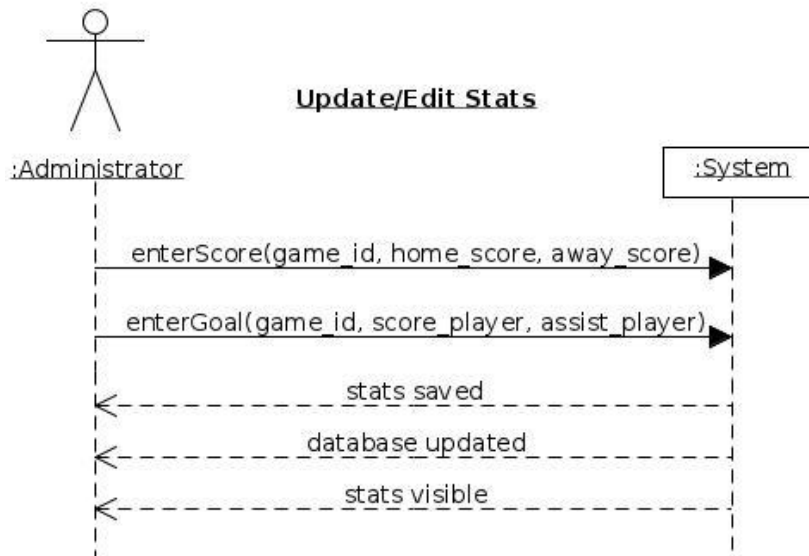 Update/Edit Stats
:Administrator
:System
enterScore(game_id, home_score, away_score)
enterGoal(game_id, score_player, assist_player)
stats saved
database updated
stats visible